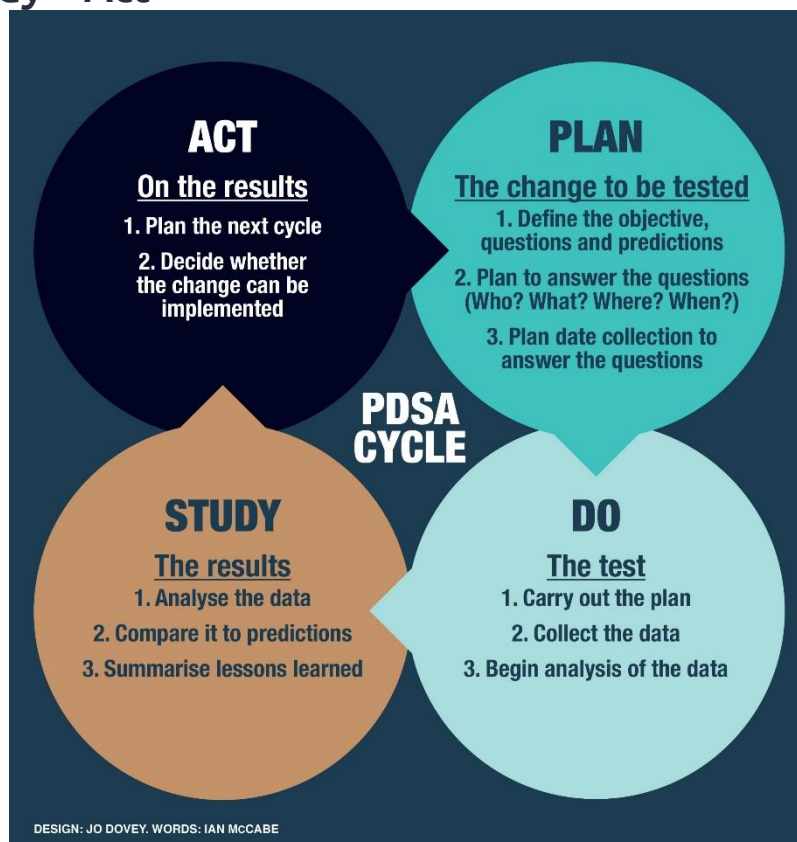 Act
ACT
On the results
1. Plan the next cycle
2. Decide whether
the change can be
implemented
PLAN
The change to be tested
1. Define the objective,
questions and predictions
2. Plan to answer the questions
(Who? What? Where? When?)
3. Plan date collection to
answer the questions
PDSA
CYCLE
STUDY
The results
1. Analyse the data
2. Compare it to predictions
3. Summarise lessons learned
DO
The test
1. Carry out the plan
2. Collect the data
3. Begin analysis of the data
DESIGN: JO DOVEY. WORDS: IAN McCABE